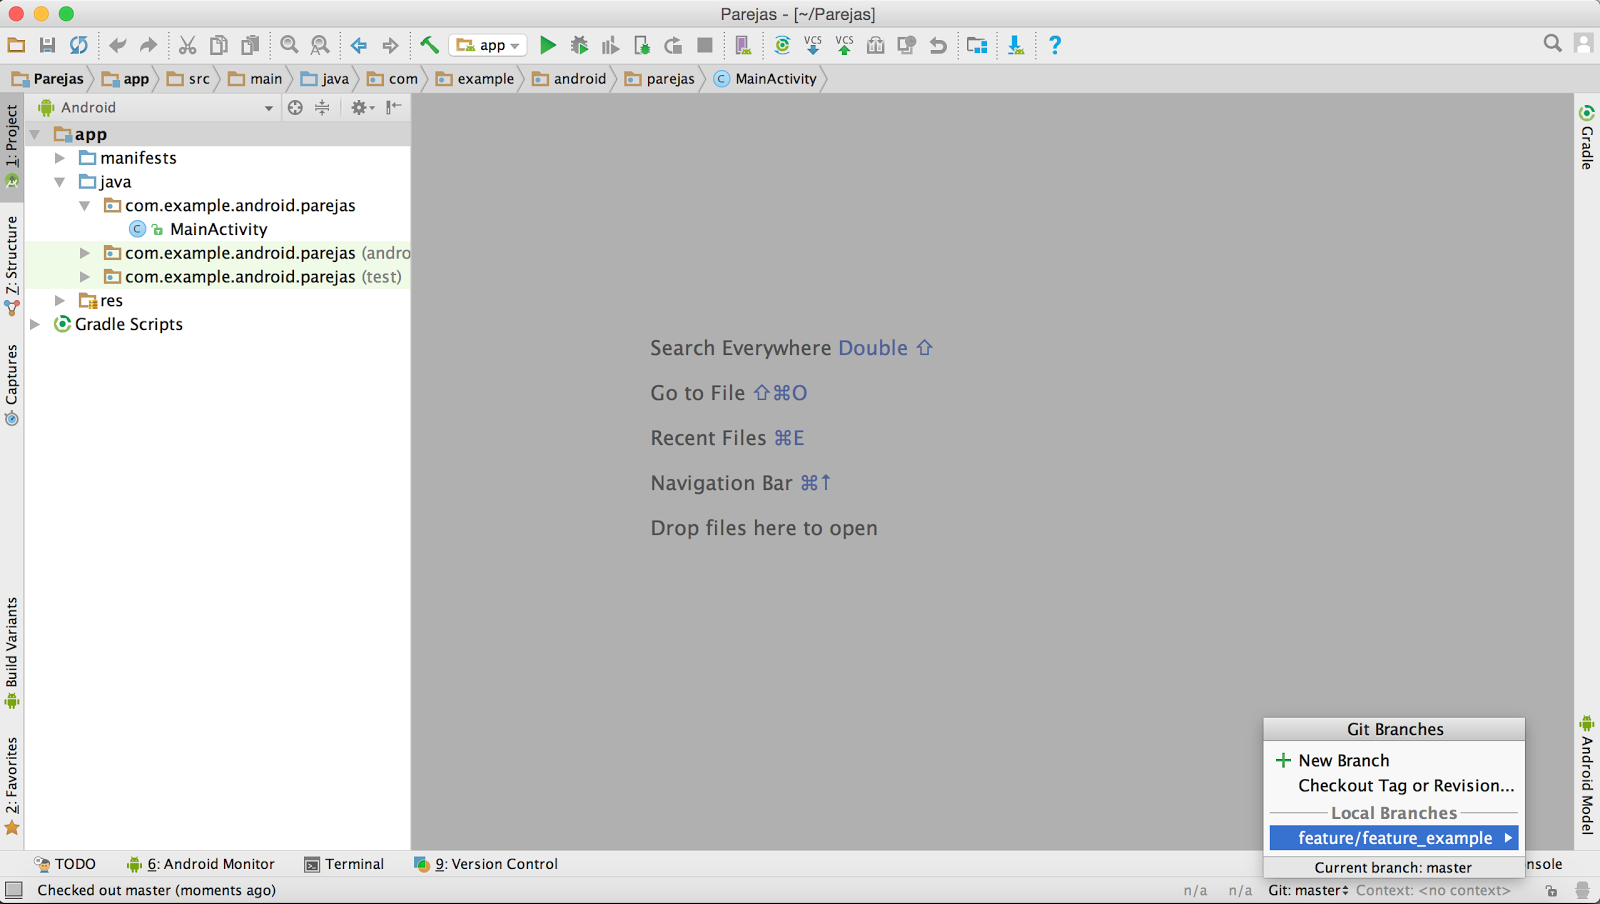 Parejas - [~/Parejas]
app
VCS VCS
?
Parejas app src main java com example android parejas C MainActivity
Android
1: Project
Z: Structure
Captures
Build Variants
2: Favorites
app
manifests
java
com.example.android.parejas
C MainActivity
com.example.android.parejas (andro
com.example.android.parejas (test)
res
Gradle Scripts
Search Everywhere Double ⇧
Go to File ⇧⌘O
Recent Files ⌘E
Navigation Bar ⌘↑
Drop files here to open
Gradle
Android Model
Git Branches
New Branch
Checkout Tag or Revision...
Local Branches
feature/feature_example
Current branch: master
TODO 6: Android Monitor Terminal 9: Version Control nsole
Checked out master (moments ago) n/a n/a Git: master Context: <no context>